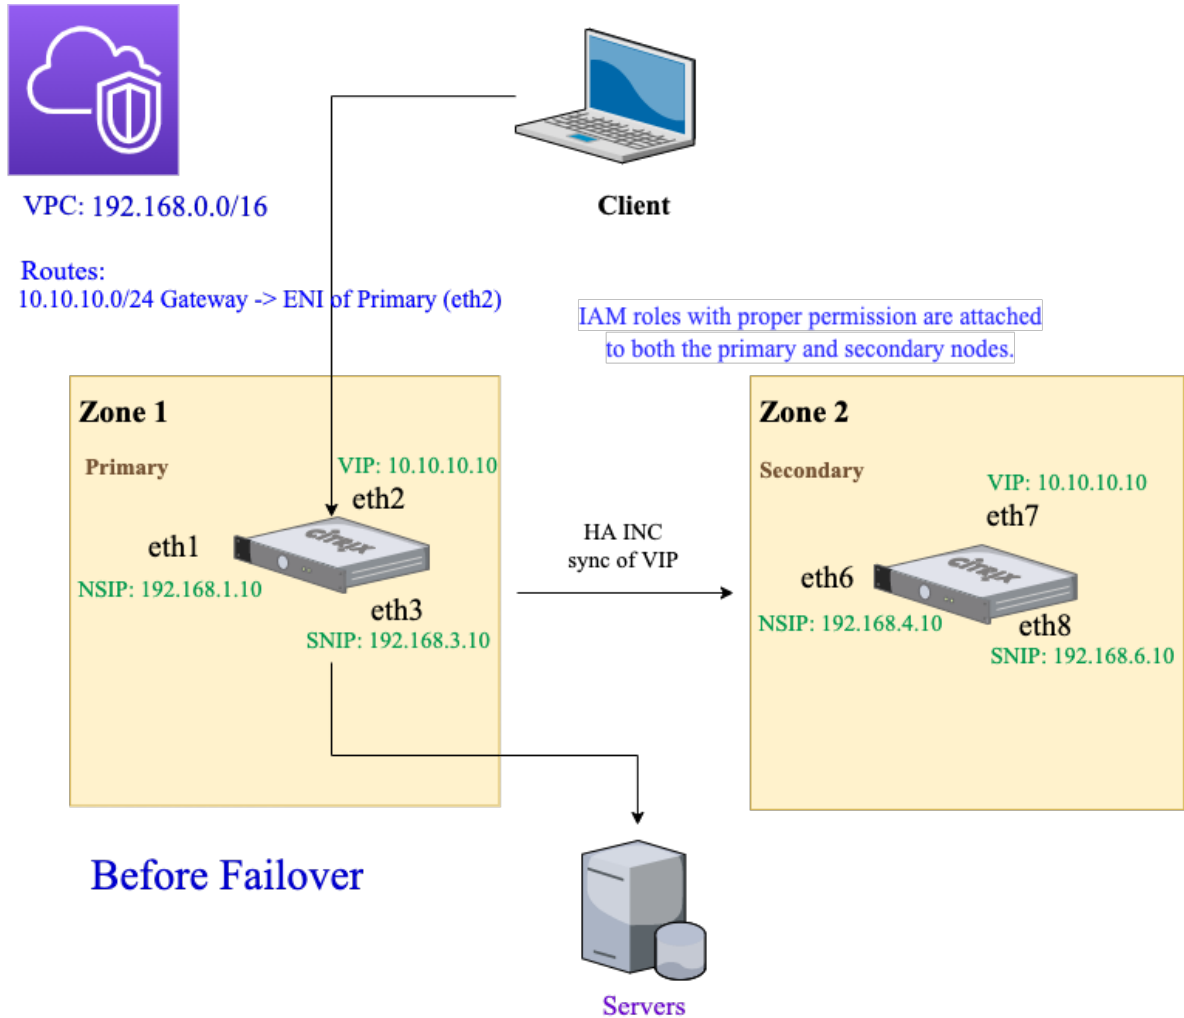 Client
VPC: 192.168.0.0/16
Routes:
10.10.10.0/24 Gateway -> ENI of Primary (eth2)
IAM roles with proper permission are attached
to both the primary and secondary nodes.
Zone 1
Primary
VIP: 10.10.10.10
eth2
eth1
CİTRIX
NSIP: 192.168.1.10
eth3
SNIP: 192.168.3.10
HA INC
sync of VIP
Zone 2
Secondary
VIP: 10.10.10.10
eth7
eth6
CİTRIX
NSIP: 192.168.4.10
eth8
SNIP: 192.168.6.10
Before Failover
Servers